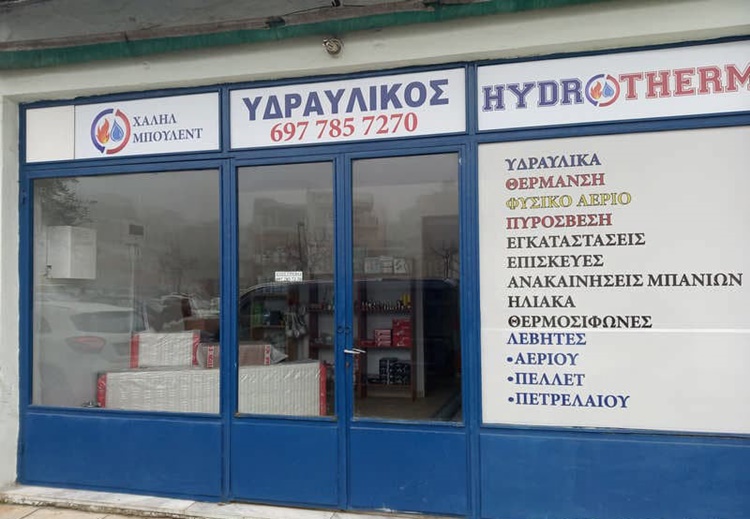 ΧΑΛΗΛ
ΜΠΟΥΛΕΝΤ
ΥΔΡΑΥΛΙΚΟΣ
697 785 7270
HYDROTHERM
ΥΔΡΑΥΛΙΚΑ
ΘΕΡΜΑΝΣΗ
ΦΥΣΙΚΟ ΑΕΡΙΟ
ΠΥΡΟΣΒΕΣΗ
ΕΓΚΑΤΑΣΤΑΣΕΙΣ
ΕΠΙΣΚΕΥΕΣ
ΑΝΑΚΑΙΝΗΣΕΙΣ ΜΠΑΝΙΩΝ
ΗΛΙΑΚΑ
ΘΕΡΜΟΣΙΦΩΝΕΣ
ΛΕΒΗΤΕΣ
•ΑΕΡΙΟΥ
•ΠΕΛΛΕΤ
•ΠΕΤΡΕΛΑΙΟΥ